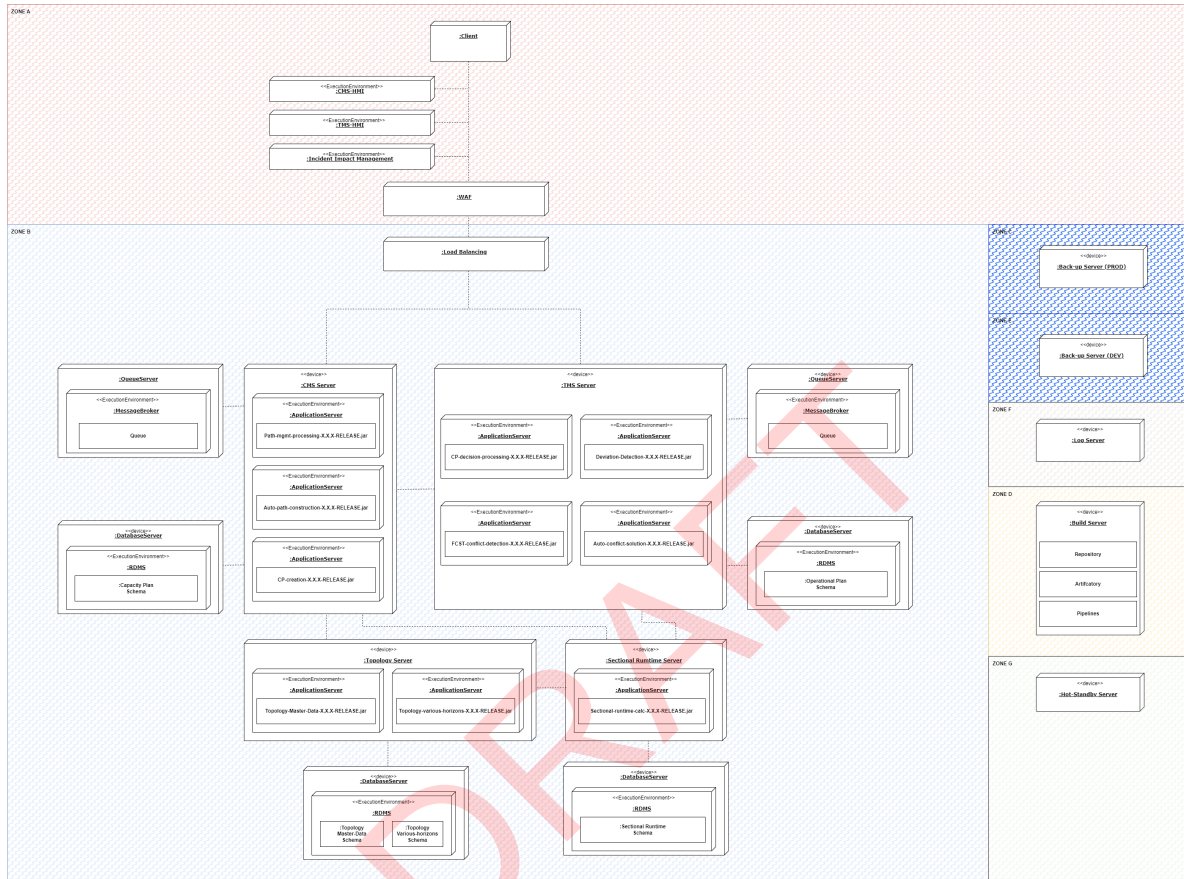 ZONE A
:Client
<<ExecutionEnvironment>>
:CMS-HMI
<<ExecutionEnvironment>>
:TMS-HMI
<<ExecutionEnvironment>>
:Incident Impact Management
:WAF
ZONE B
:Load Balancing
:QueueServer
<<ExecutionEnvironment>>
:MessageBroker
Queue
<<device>>
:CMS Server
<<ExecutionEnvironment>>
:ApplicationServer
Path-mgmt-processing-X.X.X-RELEASE.jar
<<ExecutionEnvironment>>
:ApplicationServer
Auto-path-construction-X.X.X-RELEASE.jar
<<ExecutionEnvironment>>
:ApplicationServer
CP-creation-X.X.X-RELEASE.jar
<<device>>
:TMS Server
<<ExecutionEnvironment>>
:ApplicationServer
CP-decision-processing-X.X.X-RELEASE.jar
<<ExecutionEnvironment>>
:ApplicationServer
Deviation-Detection-X.X.X-RELEASE.jar
<<ExecutionEnvironment>>
:ApplicationServer
FCST-conflict-detection-X.X.X-RELEASE.jar
<<ExecutionEnvironment>>
:ApplicationServer
Auto-conflict-solution-X.X.X-RELEASE.jar
<<device>>
:QueueServer
<<ExecutionEnvironment>>
:MessageBroker
Queue
<<device>>
:DatabaseServer
<<ExecutionEnvironment>>
:RDMS
:Capacity Plan
Schema
<<device>>
:DatabaseServer
<<ExecutionEnvironment>>
:RDMS
:Operational Plan
Schema
<<device>>
:Topology Server
<<ExecutionEnvironment>>
:ApplicationServer
Topology-Master-Data-X.X.X-RELEASE.jar
<<ExecutionEnvironment>>
:ApplicationServer
Topology-various-horizons-X.X.X-RELEASE.jar
<<device>>
:Sectional Rumtime Server
<<ExecutionEnvironment>>
:ApplicationServer
Sectional-runtime-calc-X.X.X-RELEASE.jar
<<device>>
:DatabaseServer
<<ExecutionEnvironment>>
:RDMS
:Topology
Master-Data
Schema
:Topology
Various-horizons
Schema
<<device>>
:DatabaseServer
<<ExecutionEnvironment>>
:RDMS
:Sectional Runtime
Schema
ZONE C
<<device>>
:Back-up Server (PROD)
ZONE E
<<device>>
:Back-up Server (DEV)
ZONE F
<<device>>
:Log Server
ZONE D
<<device>>
:Build Server
Repository
Artifcatory
Pipelines
ZONE G
<<device>>
:Hot-Standby Server
DRAFT